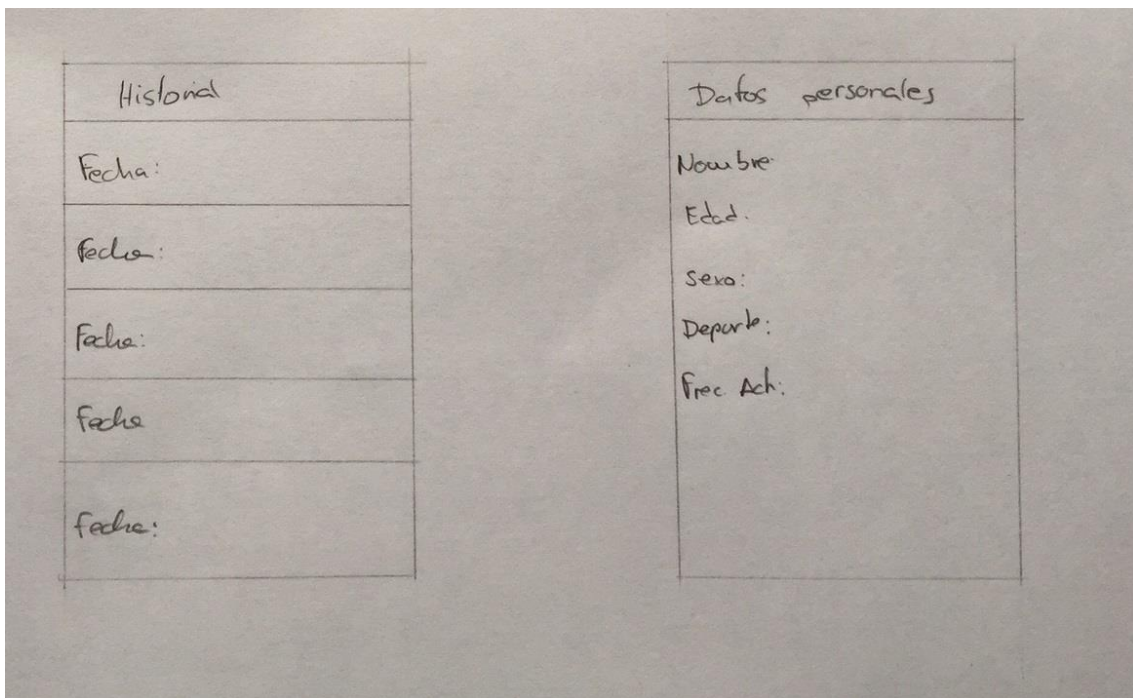 Historial
Fecha:
Fecha:
Fecha:
Fecha
Fecha:
Datos personales
Nombre:
Edad.
Sexo:
Deporte:
Frec Act: